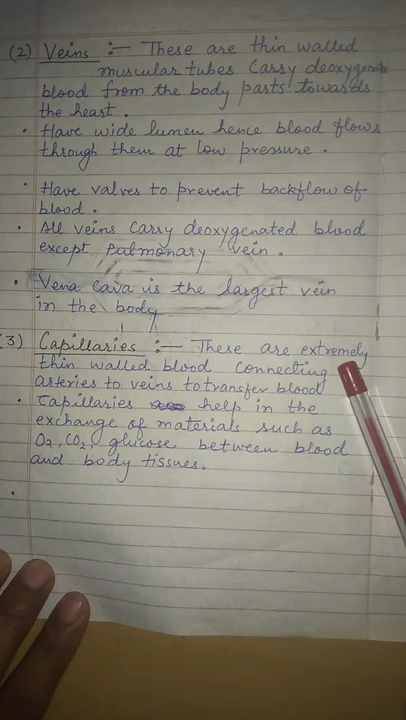 (2) Veins :- These are thin walled
muscular tubes carry deoxygenate
blood from the body parts towards
the heart.
• Have wide lumen hence blood flows
through them at low pressure.
• Have valves to prevent backflow of
blood.
• All veins carry deoxygenated blood
except pulmonary vein.
• Vena Cava is the largest vein
in the body
(3) Capillaries :- These are extremely
thin walled blood connecting
arteries to veins to transfer blood
• Capillaries help in the
exchange of materials such as
O2, CO2, glucose between blood
and body tissues.